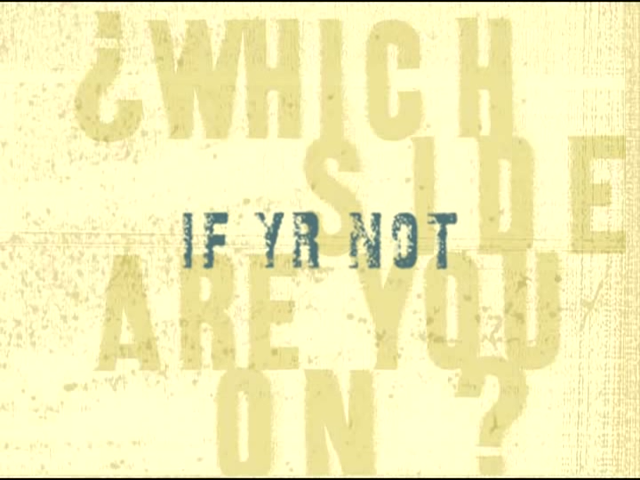 ¿WHICH
SIDE
IF YR NOT
ARE YOU
ON ?